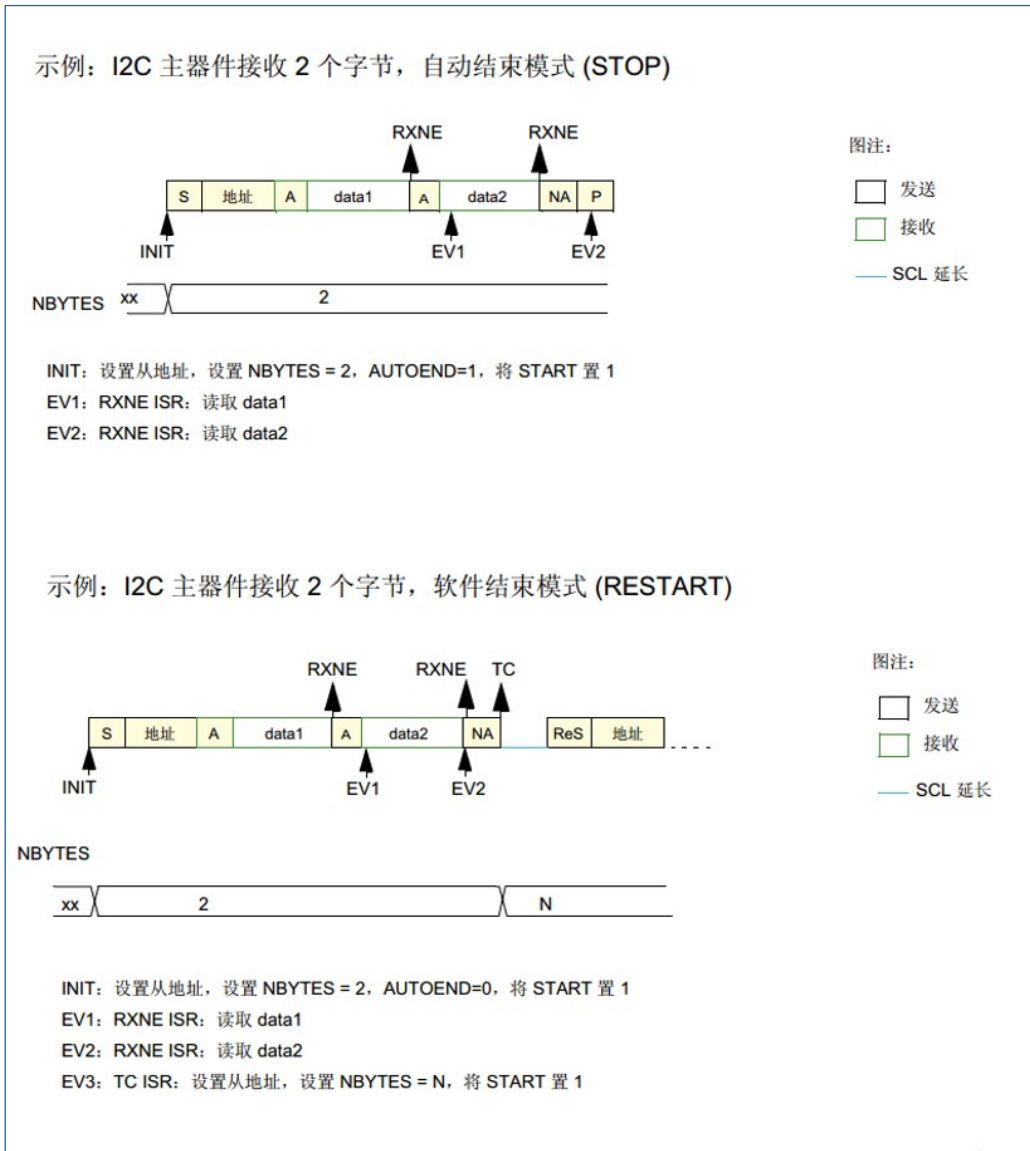 示例：I2C 主器件接收 2 个字节，自动结束模式 (STOP)
RXNE RXNE
图注：
S 地址 A data1 A data2 NA P
发送
接收
INIT EV1 EV2
SCL 延长
NBYTES xx 2
INIT：设置从地址，设置 NBYTES = 2，AUTOEND=1，将 START 置 1
EV1：RXNE ISR：读取 data1
EV2：RXNE ISR：读取 data2
示例：I2C 主器件接收 2 个字节，软件结束模式 (RESTART)
RXNE RXNE TC
图注：
S 地址 A data1 A data2 NA ReS 地址
发送
接收
INIT EV1 EV2
SCL 延长
NBYTES
xx 2 N
INIT：设置从地址，设置 NBYTES = 2，AUTOEND=0，将 START 置 1
EV1：RXNE ISR：读取 data1
EV2：RXNE ISR：读取 data2
EV3：TC ISR：设置从地址，设置 NBYTES = N，将 START 置 1